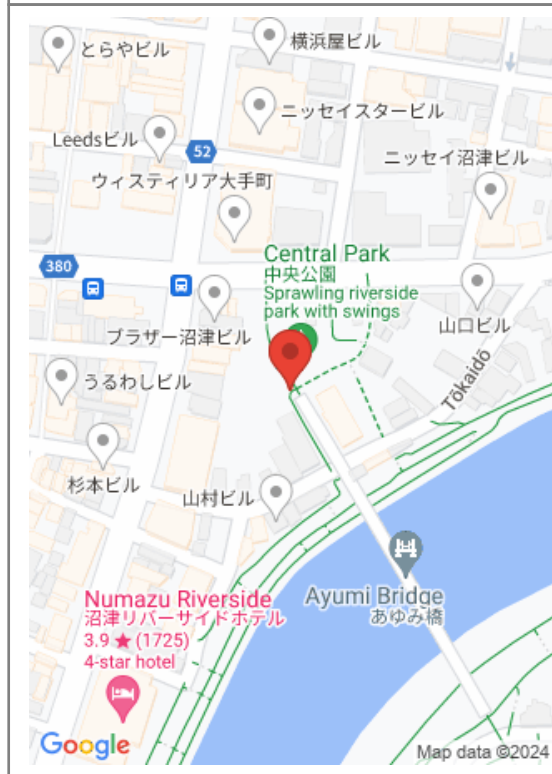 とらやビル
横浜屋ビル
ニッセイスタービル
Leedsビル
52
ニッセイ沼津ビル
ウィスティリア大手町
Central Park
中央公園
Sprawling riverside
park with swings
380
ブラザー沼津ビル
山口ビル
うるわしビル
Tōkaidō
杉本ビル
山村ビル
Ayumi Bridge
あゆみ橋
Numazu Riverside
沼津リバーサイドホテル
3.9 ★ (1725)
4-star hotel
Google
Map data ©2024